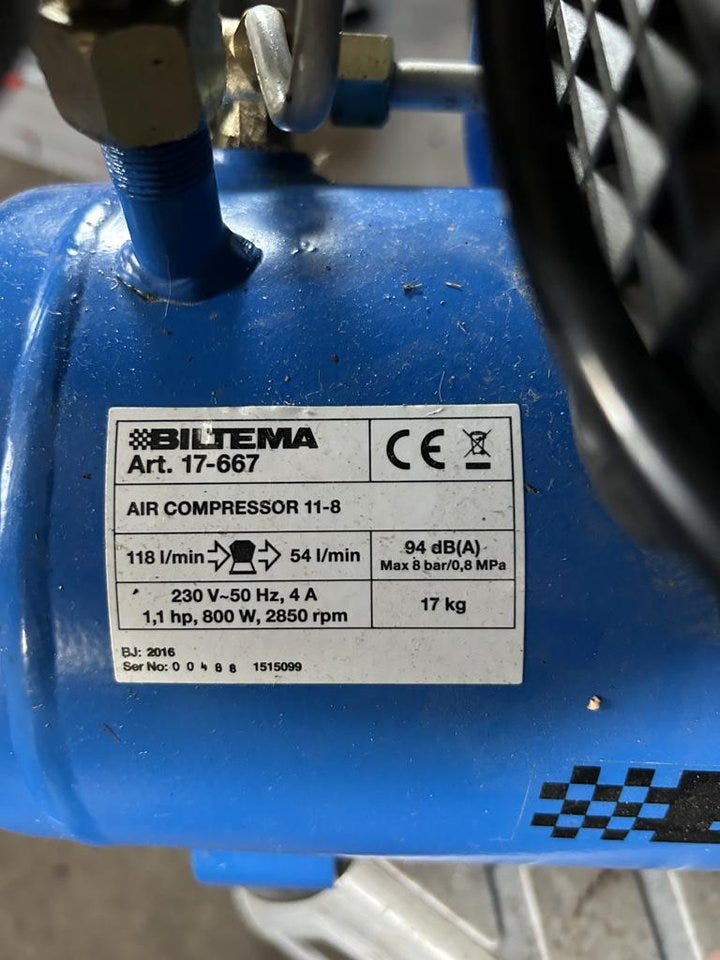 BILTEMA
Art. 17-667
CE
AIR COMPRESSOR 11-8
118 l/min 54 l/min
94 dB(A)
Max 8 bar/0,8 MPa
230 V~50 Hz, 4 A
1,1 hp, 800 W, 2850 rpm
17 kg
BJ: 2016
Ser No: 0 0 4 8 8 1515099